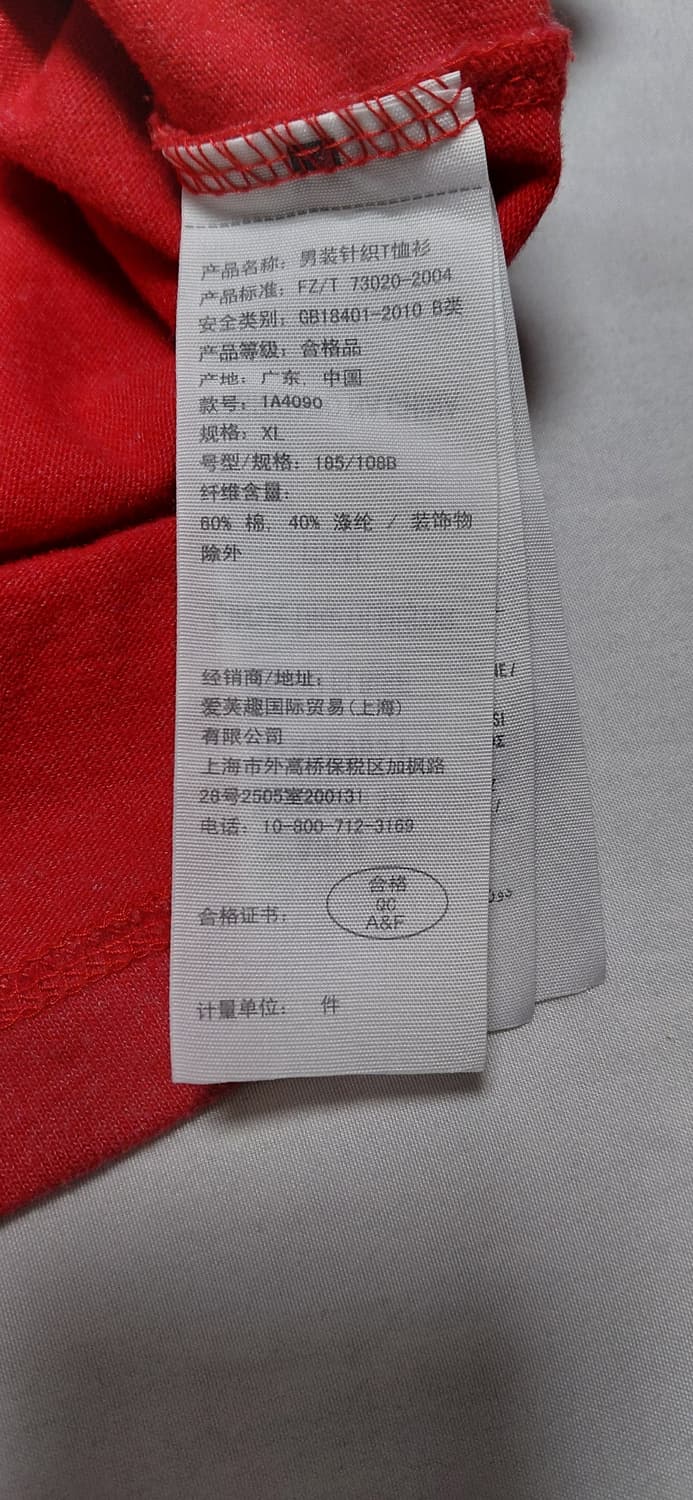 产品名称: 男装针织T恤衫
产品标准: FZ/T 73020-2004
安全类别: GB18401-2010 B类
产品等级: 合格品
产地: 广东, 中国
款号: 1A4090
规格: XL
号型/规格: 185/108B
纤维含量:
60% 棉, 40% 涤纶 / 装饰物
除外
经销商/地址:
爱芙趣国际贸易(上海)
有限公司
上海市外高桥保税区加枫路
28号2505室200131
电话: 10-800-712-3169
合格证书:
合格
QC
A&F
计量单位: 件